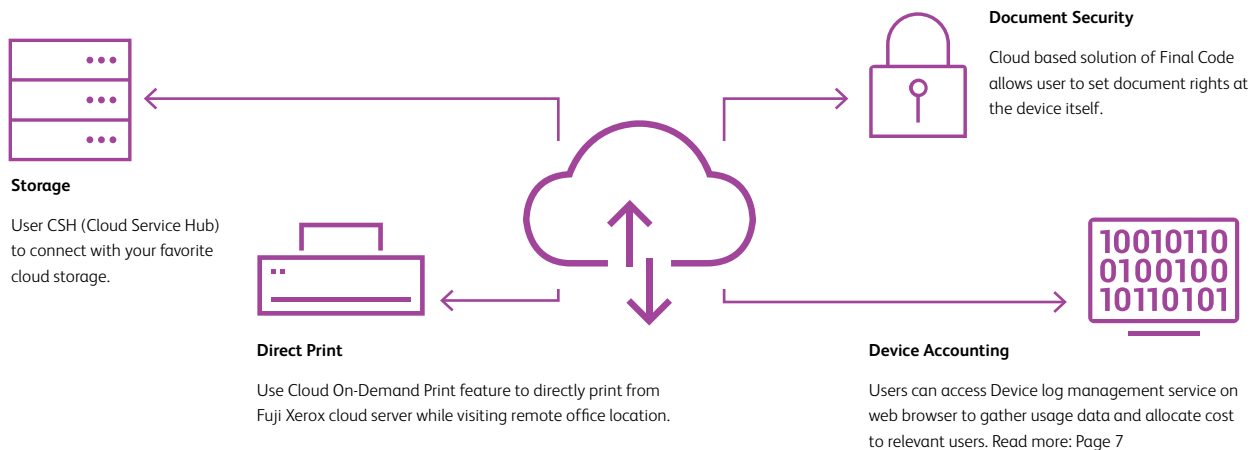 Document Security
Cloud based solution of Final Code
allows user to set document rights at
the device itself.
Storage
User CSH (Cloud Service Hub)
to connect with your favorite
cloud storage.
10010110
0100100
10110101
Direct Print
Use Cloud On-Demand Print feature to directly print from
Fuji Xerox cloud server while visiting remote office location.
Device Accounting
Users can access Device log management service on
web browser to gather usage data and allocate cost
to relevant users. Read more: Page 7